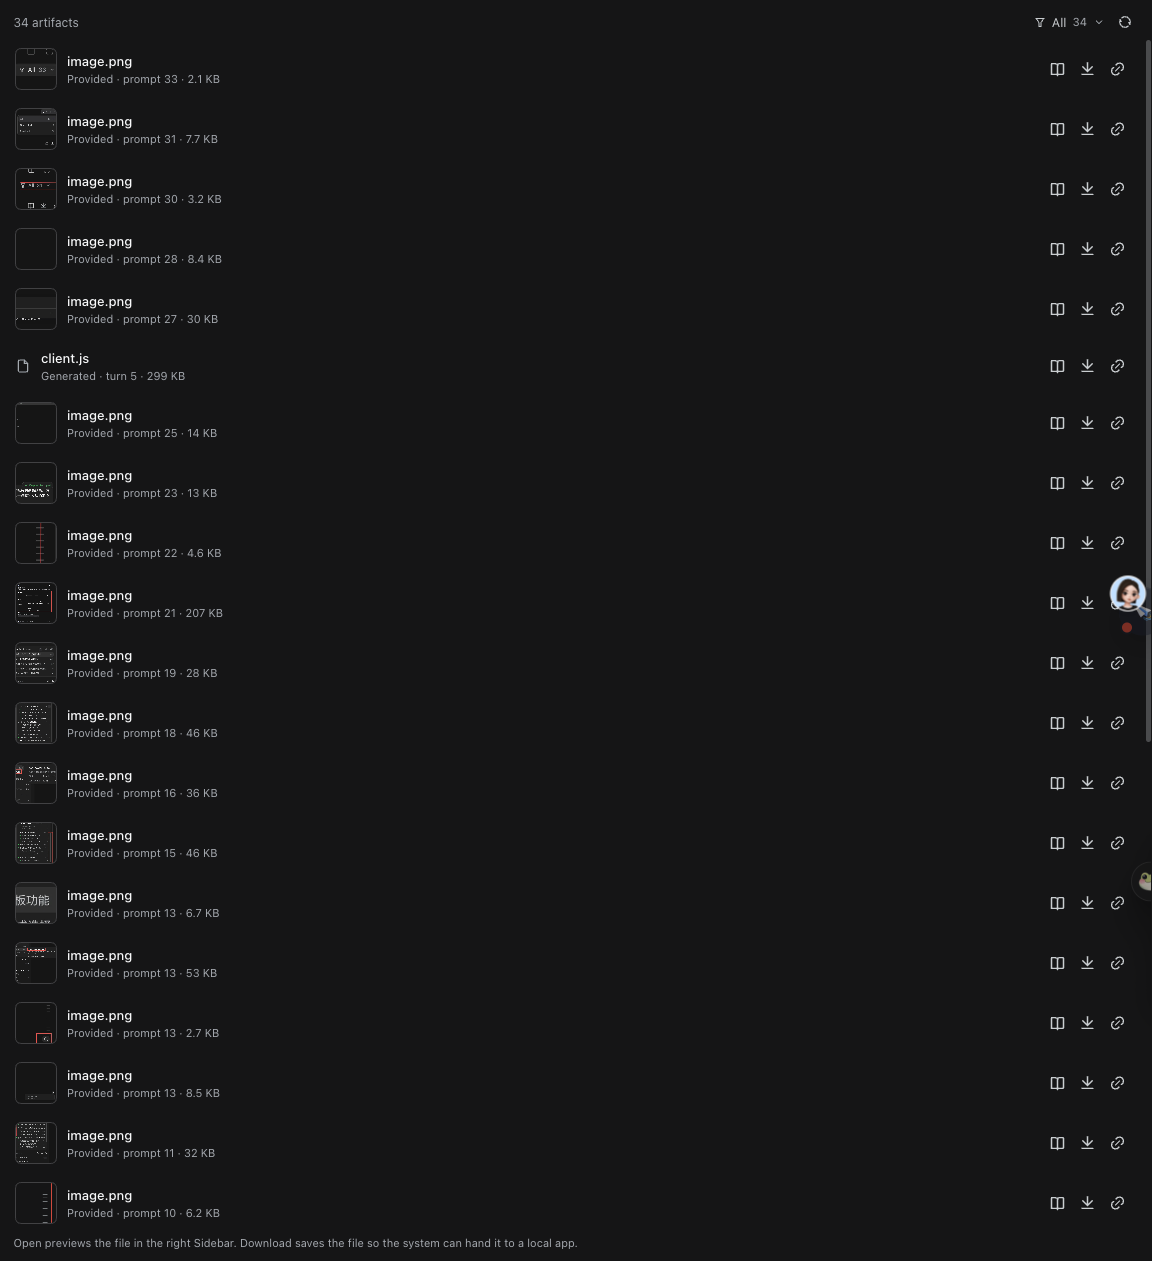 34 artifacts
All 34
image.png
Provided · prompt 33 · 2.1 KB
image.png
Provided · prompt 31 · 7.7 KB
image.png
Provided · prompt 30 · 3.2 KB
image.png
Provided · prompt 28 · 8.4 KB
image.png
Provided · prompt 27 · 30 KB
client.js
Generated · turn 5 · 299 KB
image.png
Provided · prompt 25 · 14 KB
image.png
Provided · prompt 23 · 13 KB
image.png
Provided · prompt 22 · 4.6 KB
image.png
Provided · prompt 21 · 207 KB
image.png
Provided · prompt 19 · 28 KB
image.png
Provided · prompt 18 · 46 KB
image.png
Provided · prompt 16 · 36 KB
image.png
Provided · prompt 15 · 46 KB
板功能
image.png
Provided · prompt 13 · 6.7 KB
image.png
Provided · prompt 13 · 53 KB
image.png
Provided · prompt 13 · 2.7 KB
image.png
Provided · prompt 13 · 8.5 KB
image.png
Provided · prompt 11 · 32 KB
image.png
Provided · prompt 10 · 6.2 KB
Open previews the file in the right Sidebar. Download saves the file so the system can hand it to a local app.